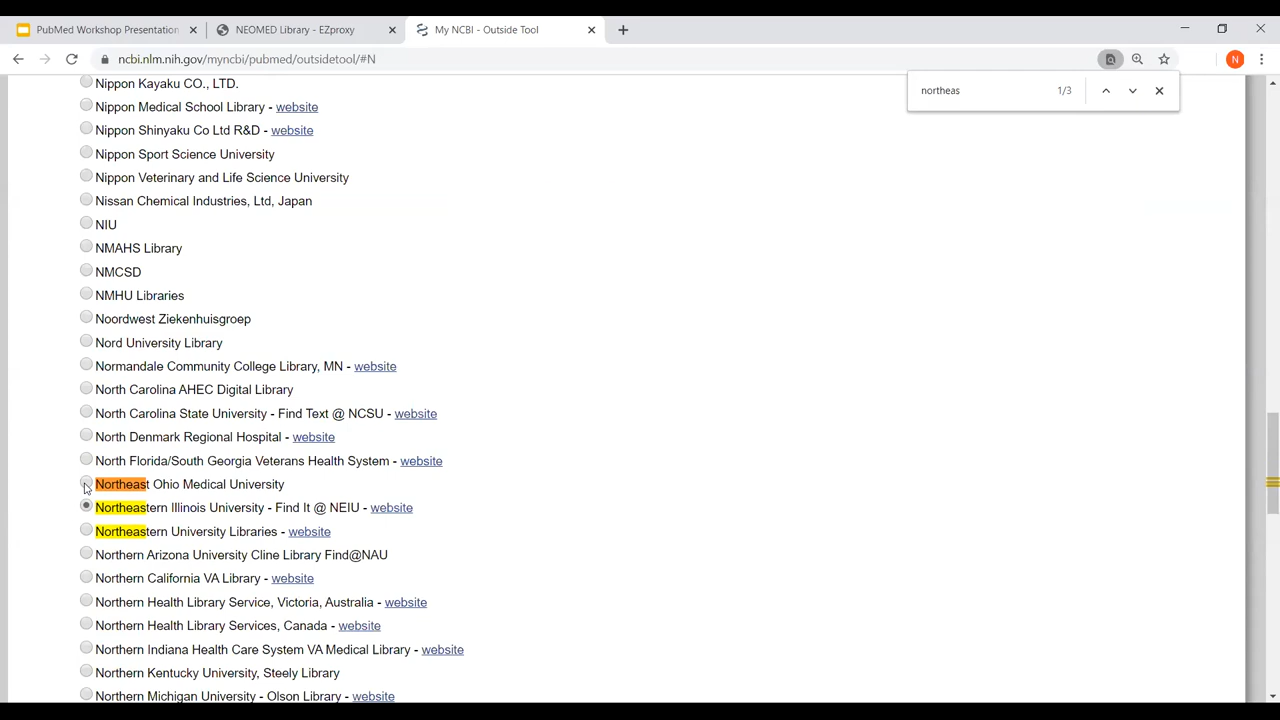 PubMed Workshop Presentation
NEOMED Library - EZproxy
My NCBI - Outside Tool
ncbi.nlm.nih.gov/myncbi/pubmed/outsidetool/#N
N
northeas 1/3
Nippon Kayaku CO., LTD.
Nippon Medical School Library - website
Nippon Shinyaku Co Ltd R&D - website
Nippon Sport Science University
Nippon Veterinary and Life Science University
Nissan Chemical Industries, Ltd, Japan
NIU
NMAHS Library
NMCSD
NMHU Libraries
Noordwest Ziekenhuisgroep
Nord University Library
Normandale Community College Library, MN - website
North Carolina AHEC Digital Library
North Carolina State University - Find Text @ NCSU - website
North Denmark Regional Hospital - website
North Florida/South Georgia Veterans Health System - website
Northeast Ohio Medical University
Northeastern Illinois University - Find It @ NEIU - website
Northeastern University Libraries - website
Northern Arizona University Cline Library Find@NAU
Northern California VA Library - website
Northern Health Library Service, Victoria, Australia - website
Northern Health Library Services, Canada - website
Northern Indiana Health Care System VA Medical Library - website
Northern Kentucky University, Steely Library
Northern Michigan University - Olson Library - website